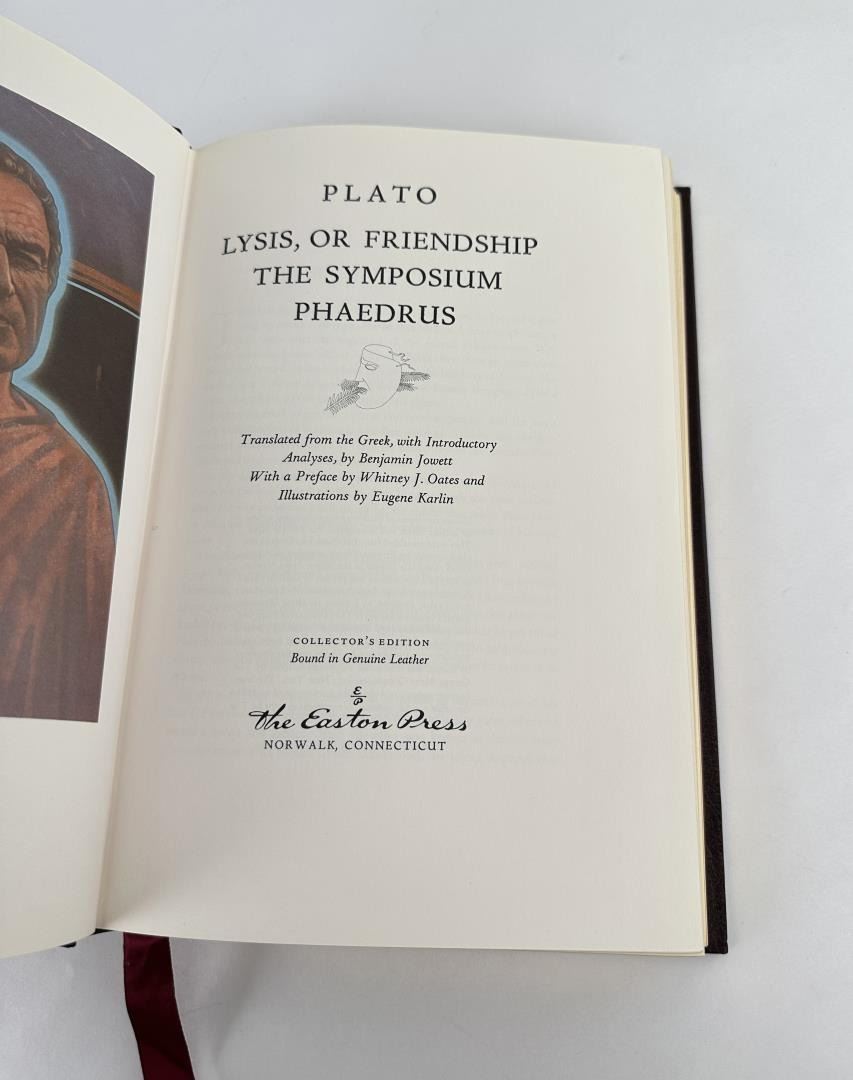 PLATO
LYSIS, OR FRIENDSHIP
THE SYMPOSIUM
PHAEDRUS
Translated from the Greek, with Introductory
Analyses, by Benjamin Jowett
With a Preface by Whitney J. Oates and
Illustrations by Eugene Karlin
COLLECTOR'S EDITION
Bound in Genuine Leather
E
P
The Easton Press
NORWALK, CONNECTICUT